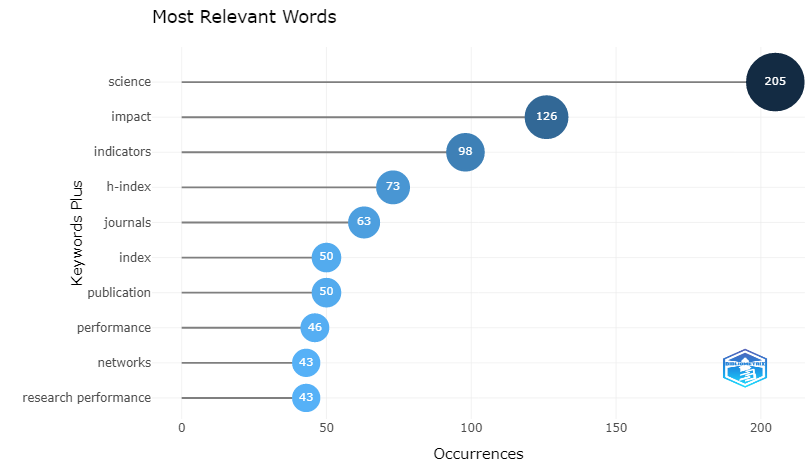 Most Relevant Words
Keywords Plus
science 205
impact 126
indicators 98
h-index 73
journals 63
index 50
publication 50
performance 46
networks 43
research performance 43
0 50 100 150 200
Occurrences
BIBLIOMETRIX